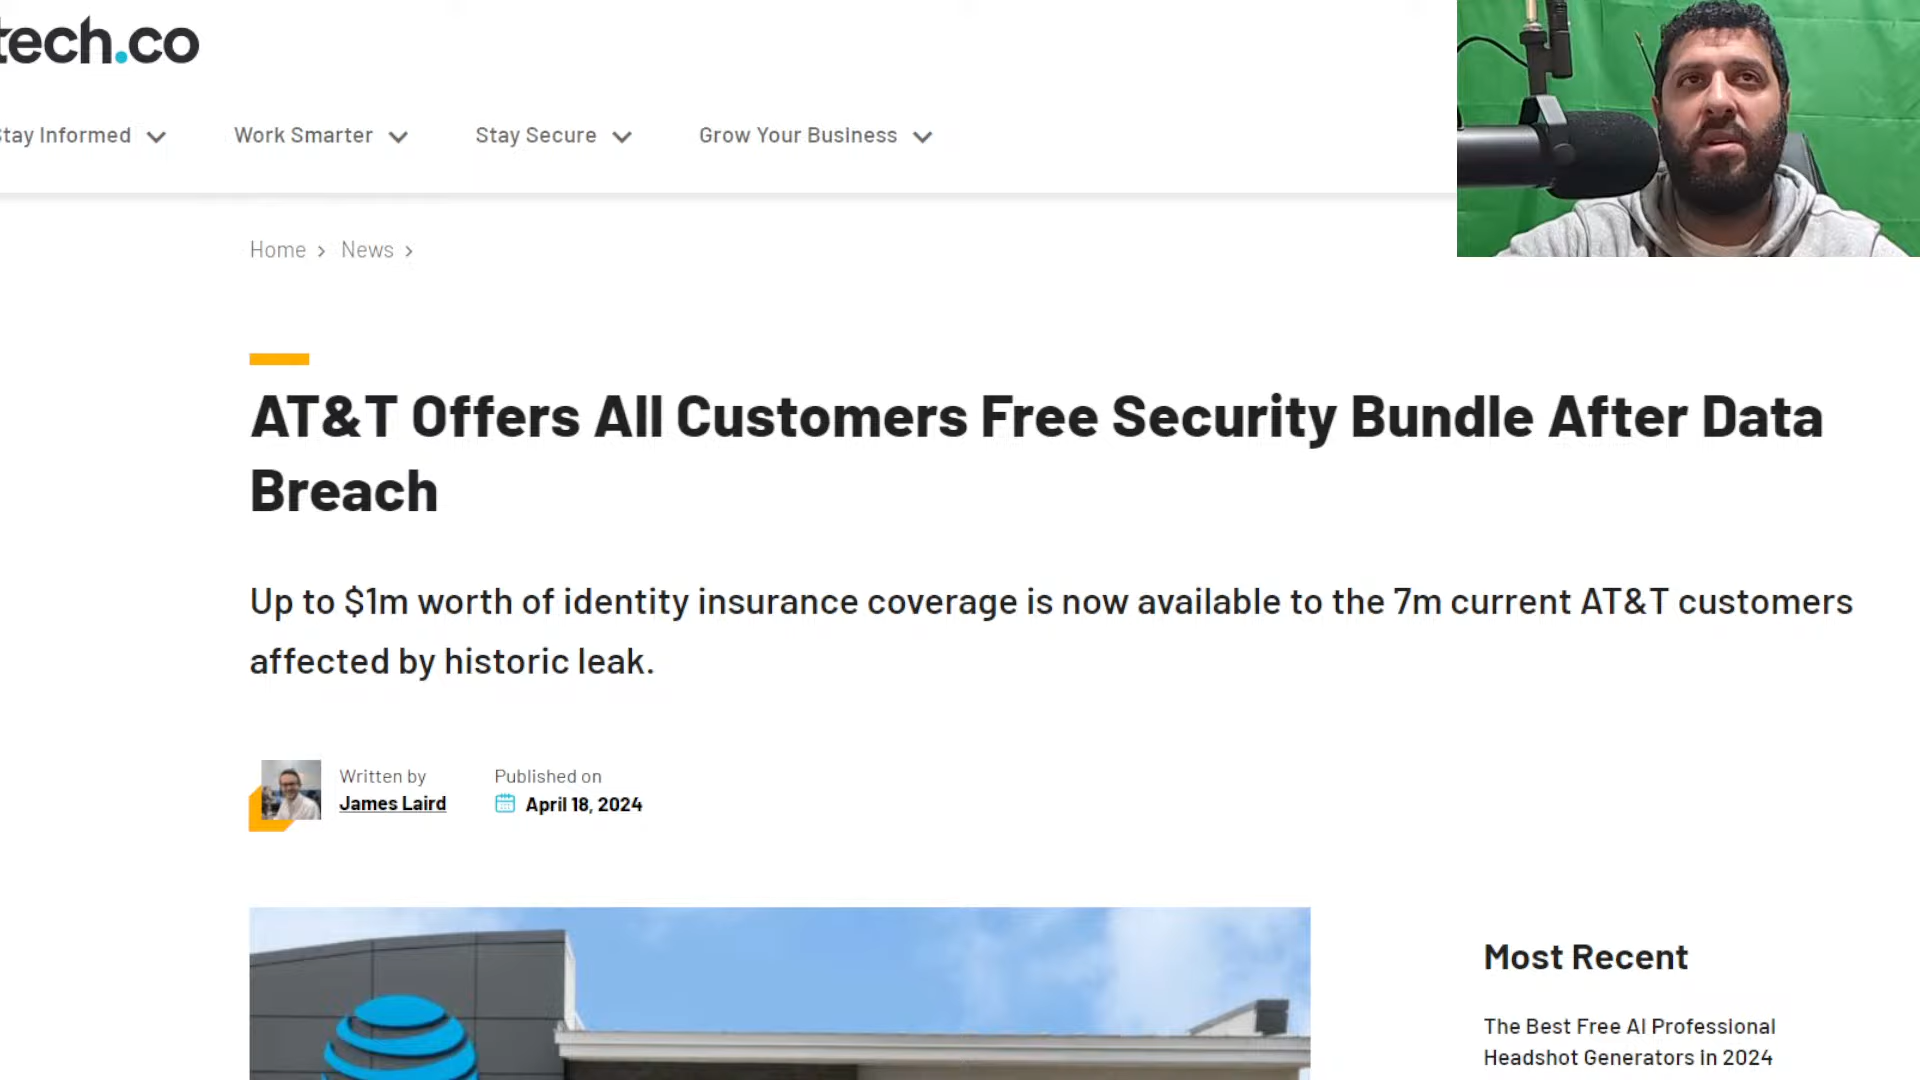 tech.co
Stay Informed
Work Smarter
Stay Secure
Grow Your Business
Home > News >
AT&T Offers All Customers Free Security Bundle After Data
Breach
Up to $1m worth of identity insurance coverage is now available to the 7m current AT&T customers
affected by historic leak.
Written by
James Laird
Published on
April 18, 2024
Most Recent
The Best Free AI Professional
Headshot Generators in 2024